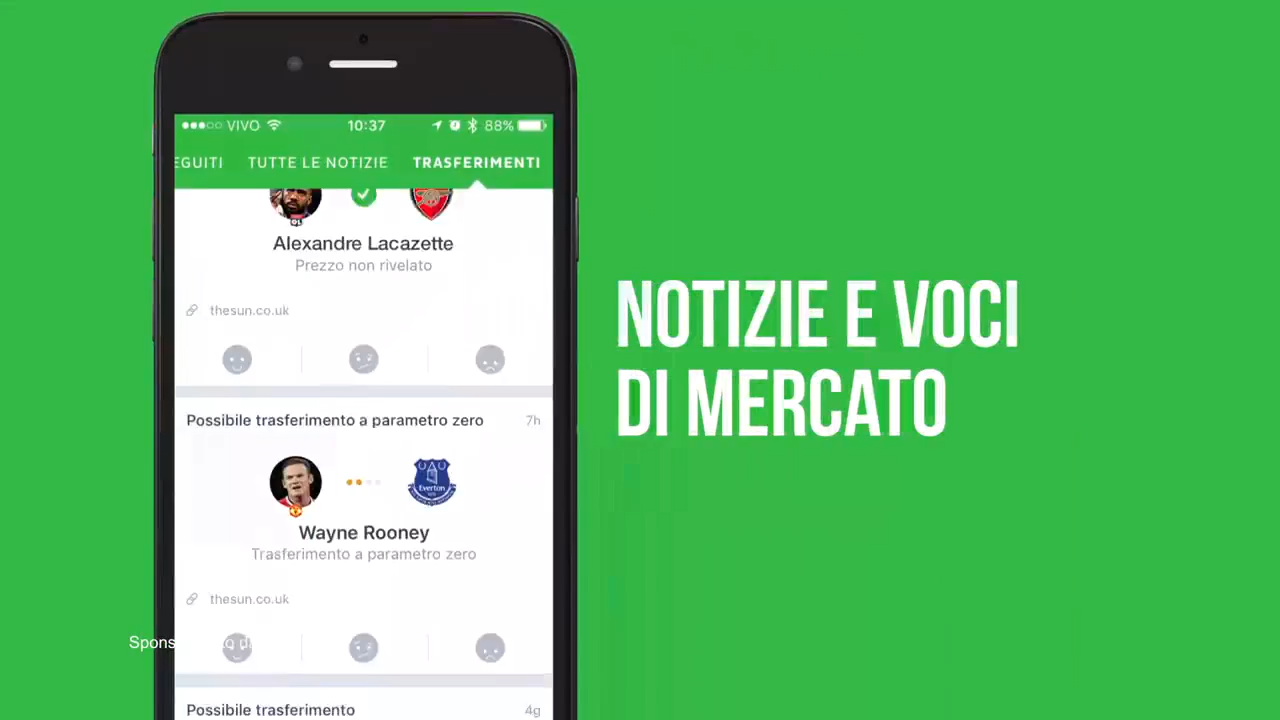 VIVO 10:37 88%
EGUITI TUTTE LE NOTIZIE TRASFERIMENTI
Alexandre Lacazette
Prezzo non rivelato
thesun.co.uk
Possibile trasferimento a parametro zero 7h
Everton
Wayne Rooney
Trasferimento a parametro zero
thesun.co.uk
Possibile trasferimento 4g
NOTIZIE E VOCI
DI MERCATO